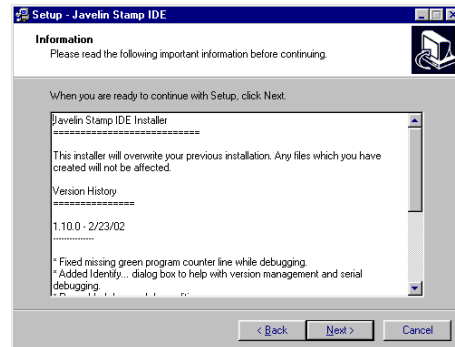 Setup - Javelin Stamp IDE
Information
Please read the following important information before continuing.
When you are ready to continue with Setup, click Next.
Javelin Stamp IDE Installer
===========================
This installer will overwrite your previous installation. Any files which you have
created will not be affected.
Version History
===============
1.10.0 - 2/23/02
--------------
* Fixed missing green program counter line while debugging.
* Added Identify... dialog box to help with version management and serial
debugging.
< Back
Next >
Cancel